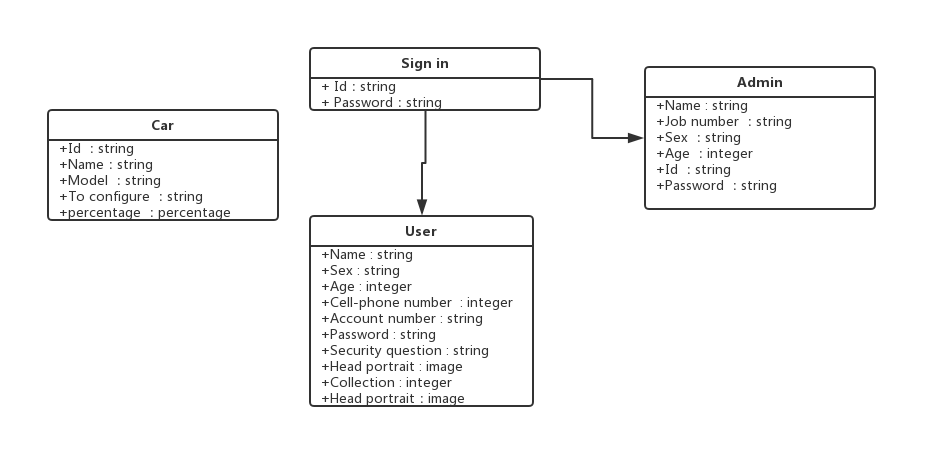 Sign in
+ Id : string
+ Password : string
Admin
+Name : string
+Job number : string
+Sex : string
+Age : integer
+Id : string
+Password : string
Car
+Id : string
+Name : string
+Model : string
+To configure : string
+percentage : percentage
User
+Name : string
+Sex : string
+Age : integer
+Cell-phone number : integer
+Account number : string
+Password : string
+Security question : string
+Head portrait : image
+Collection : integer
+Head portrait : image